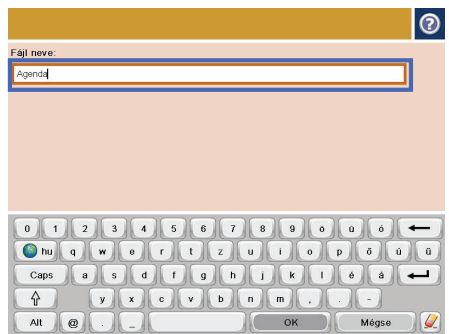 ?
Fájl neve:
Agenda
0 1 2 3 4 5 6 7 8 9 ö ü ó
hu q w e r t z u i o p ő ú ű
Caps a s d f g h j k l é á
y x c v b n m , . -
Alt @ . _ OK Mégse